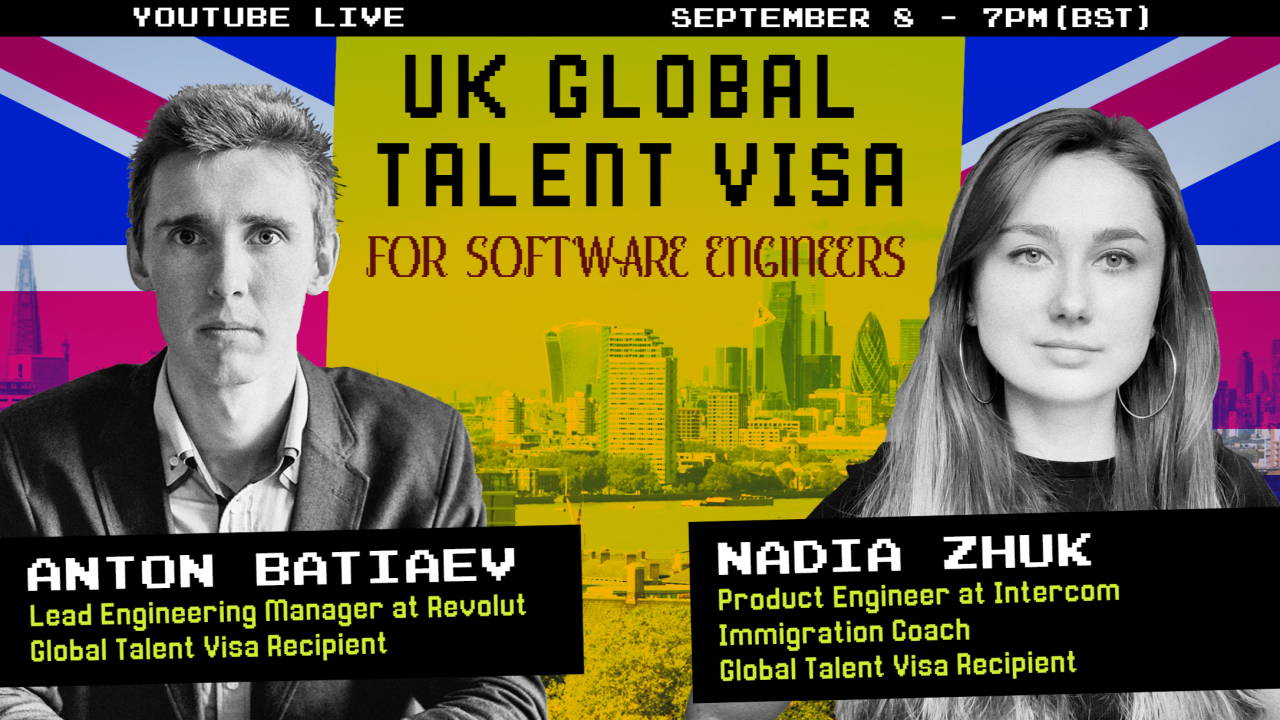 YOUTUBE LIVE
SEPTEMBER 8 - 7PM(BST)
UK GLOBAL
TALENT VISA
FOR SOFTWARE ENGINEERS
ANTON BATIAEV
Lead Engineering Manager at Revolut
Global Talent Visa Recipient
NADIA ZHUK
Product Engineer at Intercom
Immigration Coach
Global Talent Visa Recipient